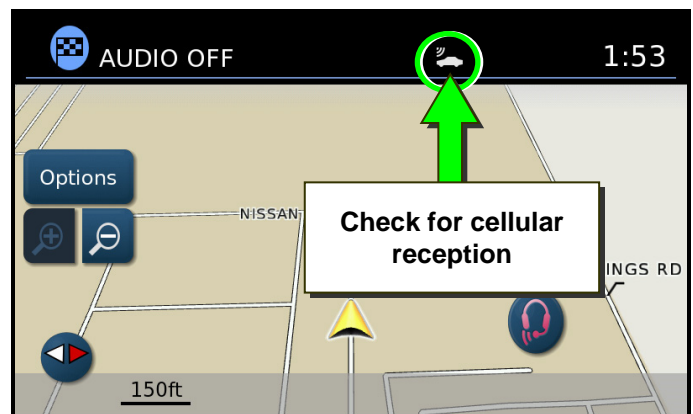 AUDIO OFF
1:53
Options
NISSAN
Check for cellular
reception
INGS RD
150ft